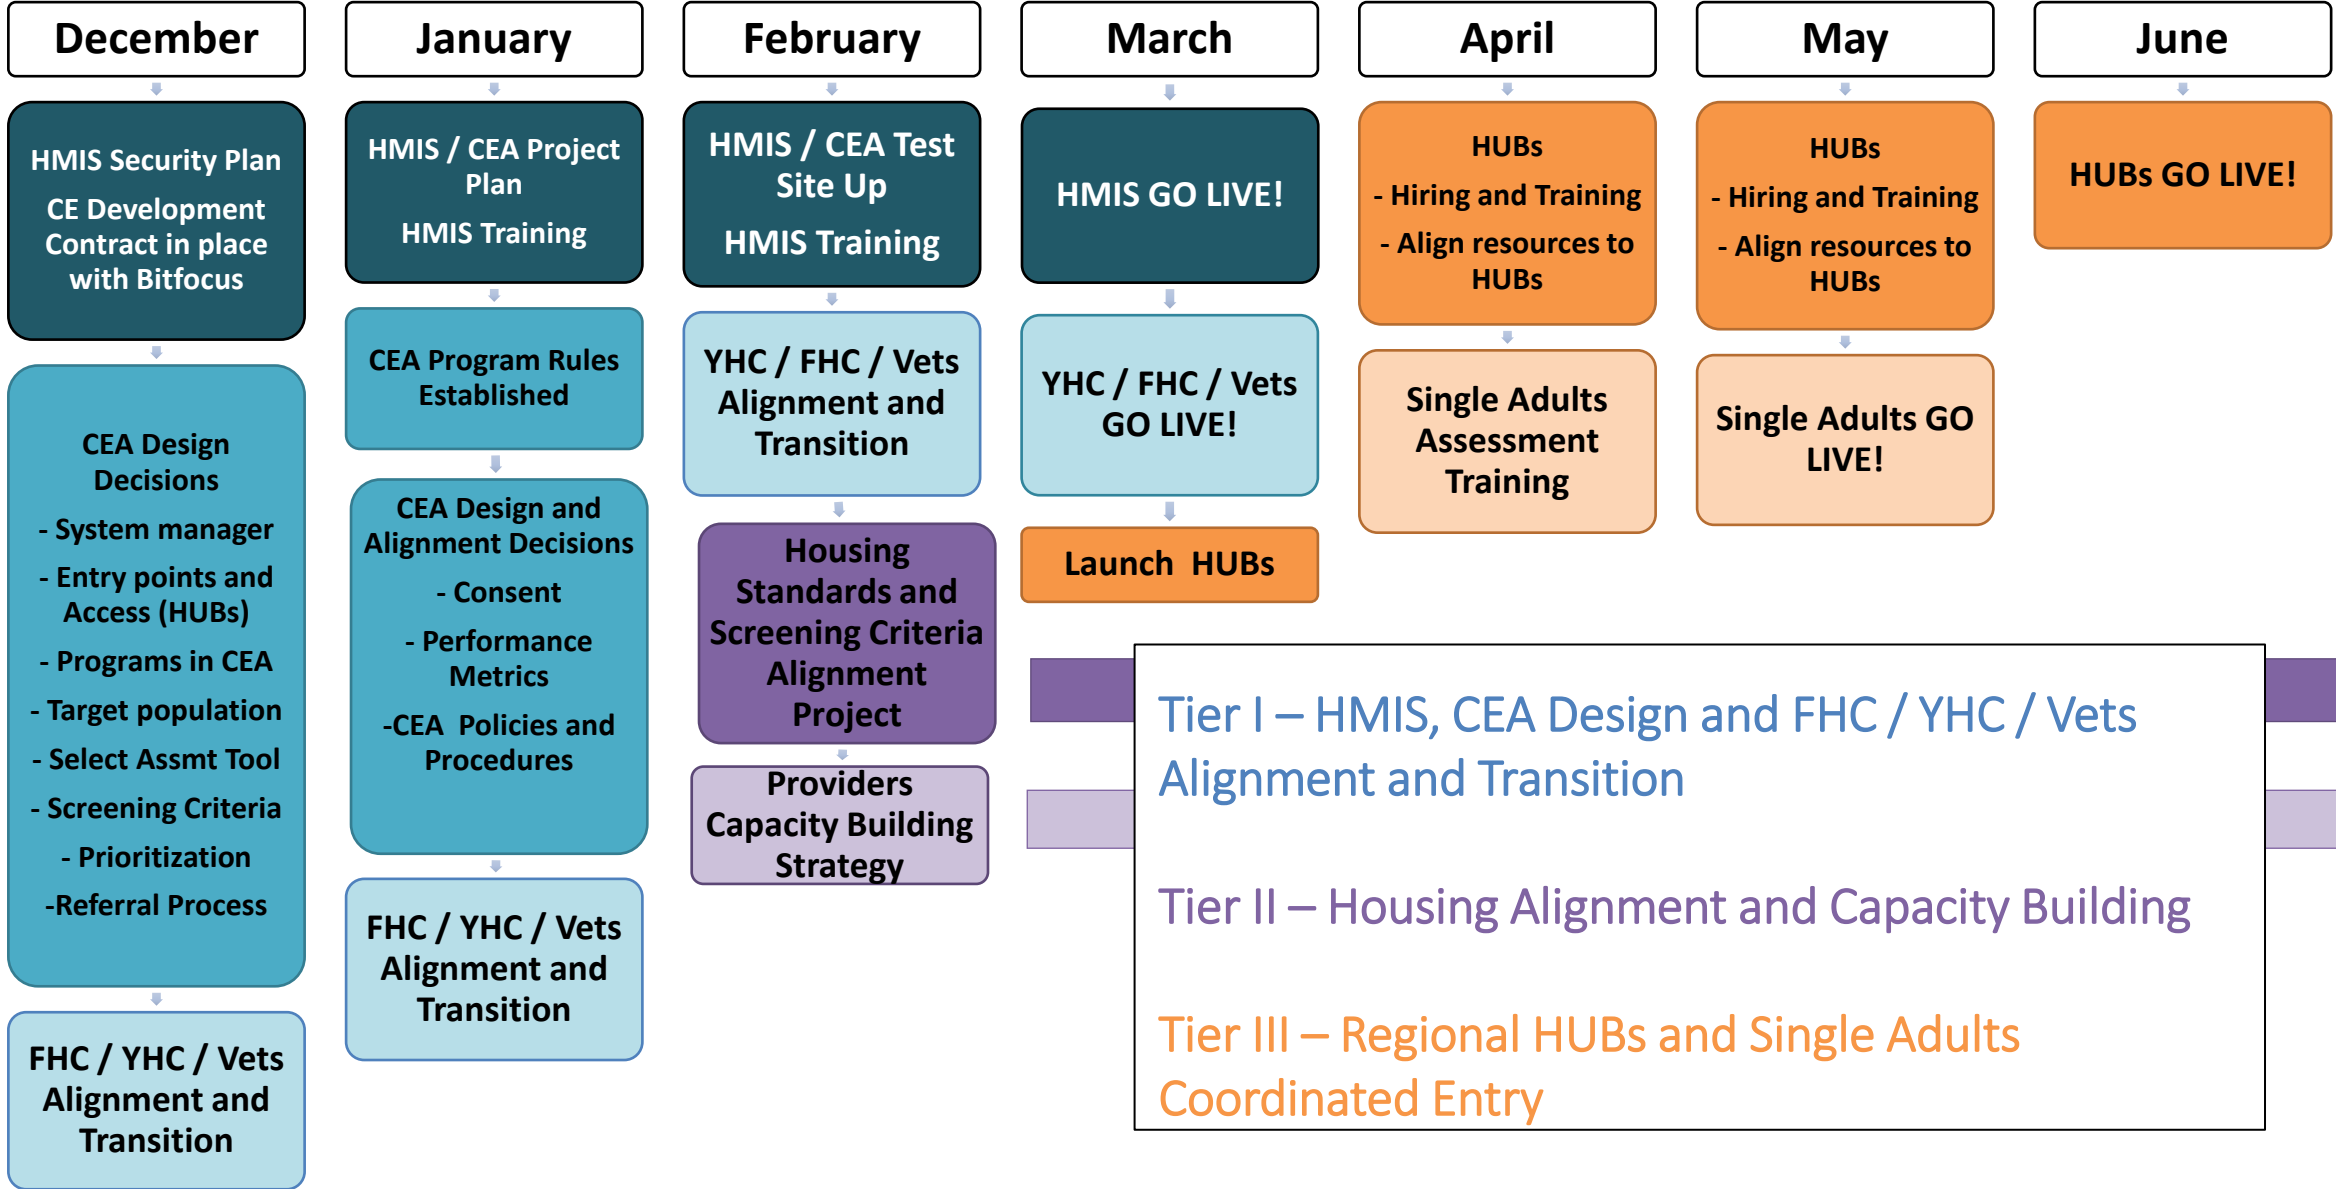 December
HMIS Security Plan
CE Development
Contract in place
with Bitfocus
CEA Design
Decisions
- System manager
- Entry points and
Access (HUBs)
- Programs in CEA
- Target population
- Select Assmt Tool
- Screening Criteria
- Prioritization
-Referral Process
FHC / YHC / Vets
Alignment and
Transition
January
HMIS / CEA Project
Plan
HMIS Training
CEA Program Rules
Established
CEA Design and
Alignment Decisions
- Consent
- Performance
Metrics
-CEA  Policies and
Procedures
FHC / YHC / Vets
Alignment and
Transition
February
HMIS / CEA Test
Site Up
HMIS Training
YHC / FHC / Vets
Alignment and
Transition
Housing
Standards and
Screening Criteria
Alignment
Project
Providers
Capacity Building
Strategy
March
HMIS GO LIVE!
YHC / FHC / Vets
GO LIVE!
Launch  HUBs
April
HUBs
- Hiring and Training
- Align resources to
HUBs
Single Adults
Assessment
Training
May
HUBs
- Hiring and Training
- Align resources to
HUBs
Single Adults GO
LIVE!
June
HUBs GO LIVE!
Tier I – HMIS, CEA Design and FHC / YHC / Vets
Alignment and Transition
Tier II – Housing Alignment and Capacity Building
Tier III – Regional HUBs and Single Adults
Coordinated Entry